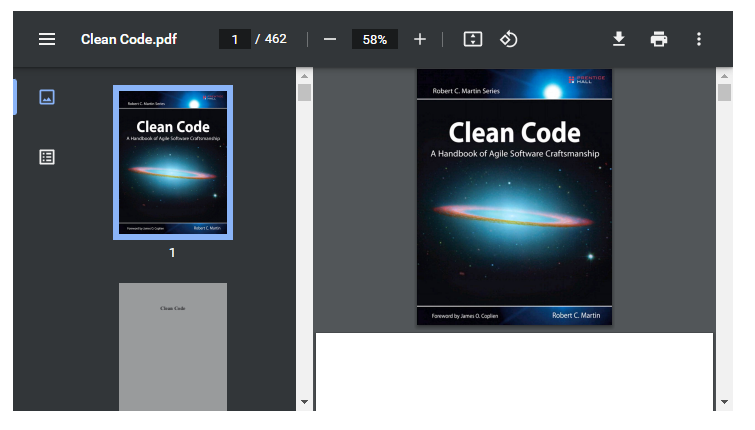 Clean Code.pdf
1 / 462
58%
PRENTICE
HALL
Robert C. Martin Series
Clean Code
A Handbook of Agile Software Craftsmanship
Foreword by James O. Coplien
Robert C. Martin
1
Clean Code
PRENTICE
HALL
Robert C. Martin Series
Clean Code
A Handbook of Agile Software Craftsmanship
Foreword by James O. Coplien
Robert C. Martin